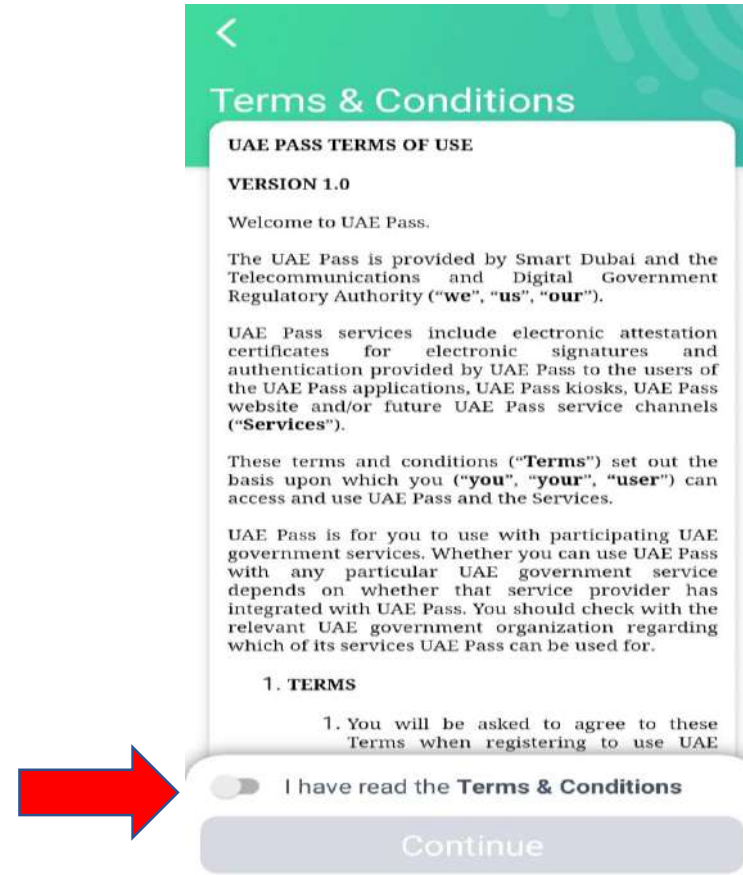 Terms & Conditions
UAE PASS TERMS OF USE
VERSION 1.0
Welcome to UAE Pass.
The UAE Pass is provided by Smart Dubai and the
Telecommunications and Digital Government
Regulatory Authority (“we”, “us”, “our”).
UAE Pass services include electronic attestation
certificates for electronic signatures and
authentication provided by UAE Pass to the users of
the UAE Pass applications, UAE Pass kiosks, UAE Pass
website and/or future UAE Pass service channels
(“Services”).
These terms and conditions (“Terms”) set out the
basis upon which you (“you”, “your”, “user”) can
access and use UAE Pass and the Services.
UAE Pass is for you to use with participating UAE
government services. Whether you can use UAE Pass
with any particular UAE government service
depends on whether that service provider has
integrated with UAE Pass. You should check with the
relevant UAE government organization regarding
which of its services UAE Pass can be used for.
1. TERMS
1. You will be asked to agree to these
Terms when registering to use UAE
I have read the Terms & Conditions
Continue